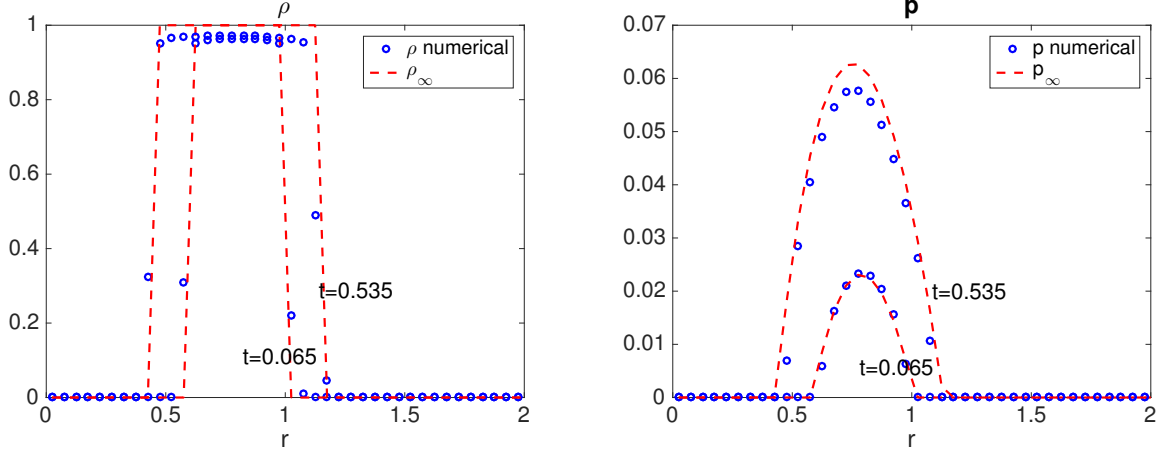 ρ
1
0.8
0.6
0.4
0.2
0
0 0.5 1 1.5 2
r
ρ numerical
ρ∞
t=0.535
t=0.065
p
0.07
0.06
0.05
0.04
0.03
0.02
0.01
0
0 0.5 1 1.5 2
r
p numerical
p∞
t=0.535
t=0.065